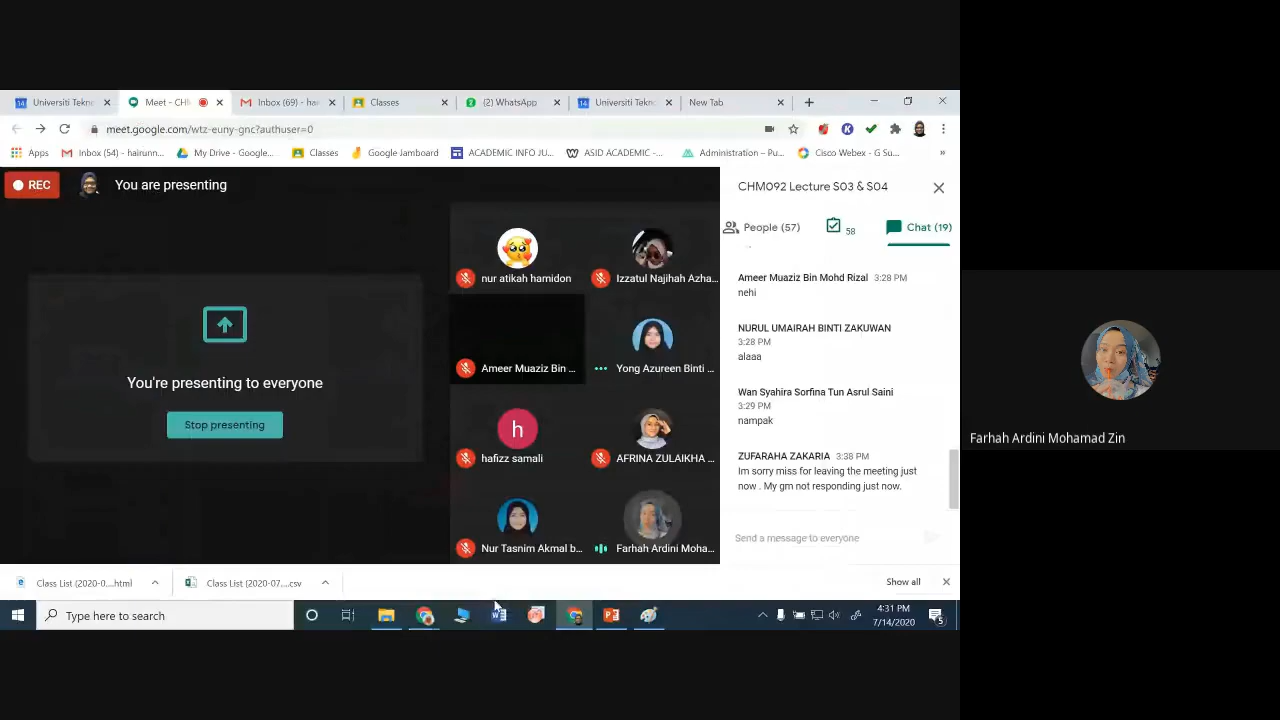 Universiti Tekno
Meet - CH
Inbox (69) - ha
Classes
(2) WhatsApp
Universiti Tekn
New Tab
meet.google.com/wtz-euny-gnc?authuser=0
Apps
Inbox (54) - hairunn...
My Drive - Google...
Classes
Google Jamboard
ACADEMIC INFO JU...
ASID ACADEMIC -...
Administration – Pu...
Cisco Webex - G Su...
»
REC
You are presenting
CHM092 Lecture S03 & S04
People (57)
58
Chat (19)
nur atikah hamidon
Izzatul Najihah Azha...
Ameer Muaziz Bin Mohd Rizal 3:28 PM
nehi
NURUL UMAIRAH BINTI ZAKUWAN
3:28 PM
alaaa
Ameer Muaziz Bin ...
Yong Azureen Binti ...
You're presenting to everyone
Stop presenting
Wan Syahira Sorfina Tun Asrul Saini
3:29 PM
nampak
h
hafizz samali
AFRINA ZULAIKHA ...
ZUFARAHA ZAKARIA 3:38 PM
Im sorry miss for leaving the meeting just
now . My gm not responding just now.
Nur Tasnim Akmal b...
Farhah Ardini Moha...
Send a message to everyone
Farhah Ardini Mohamad Zin
Class List (2020-0....html
Class List (2020-07....csv
Show all
Type here to search
4:31 PM
7/14/2020
5